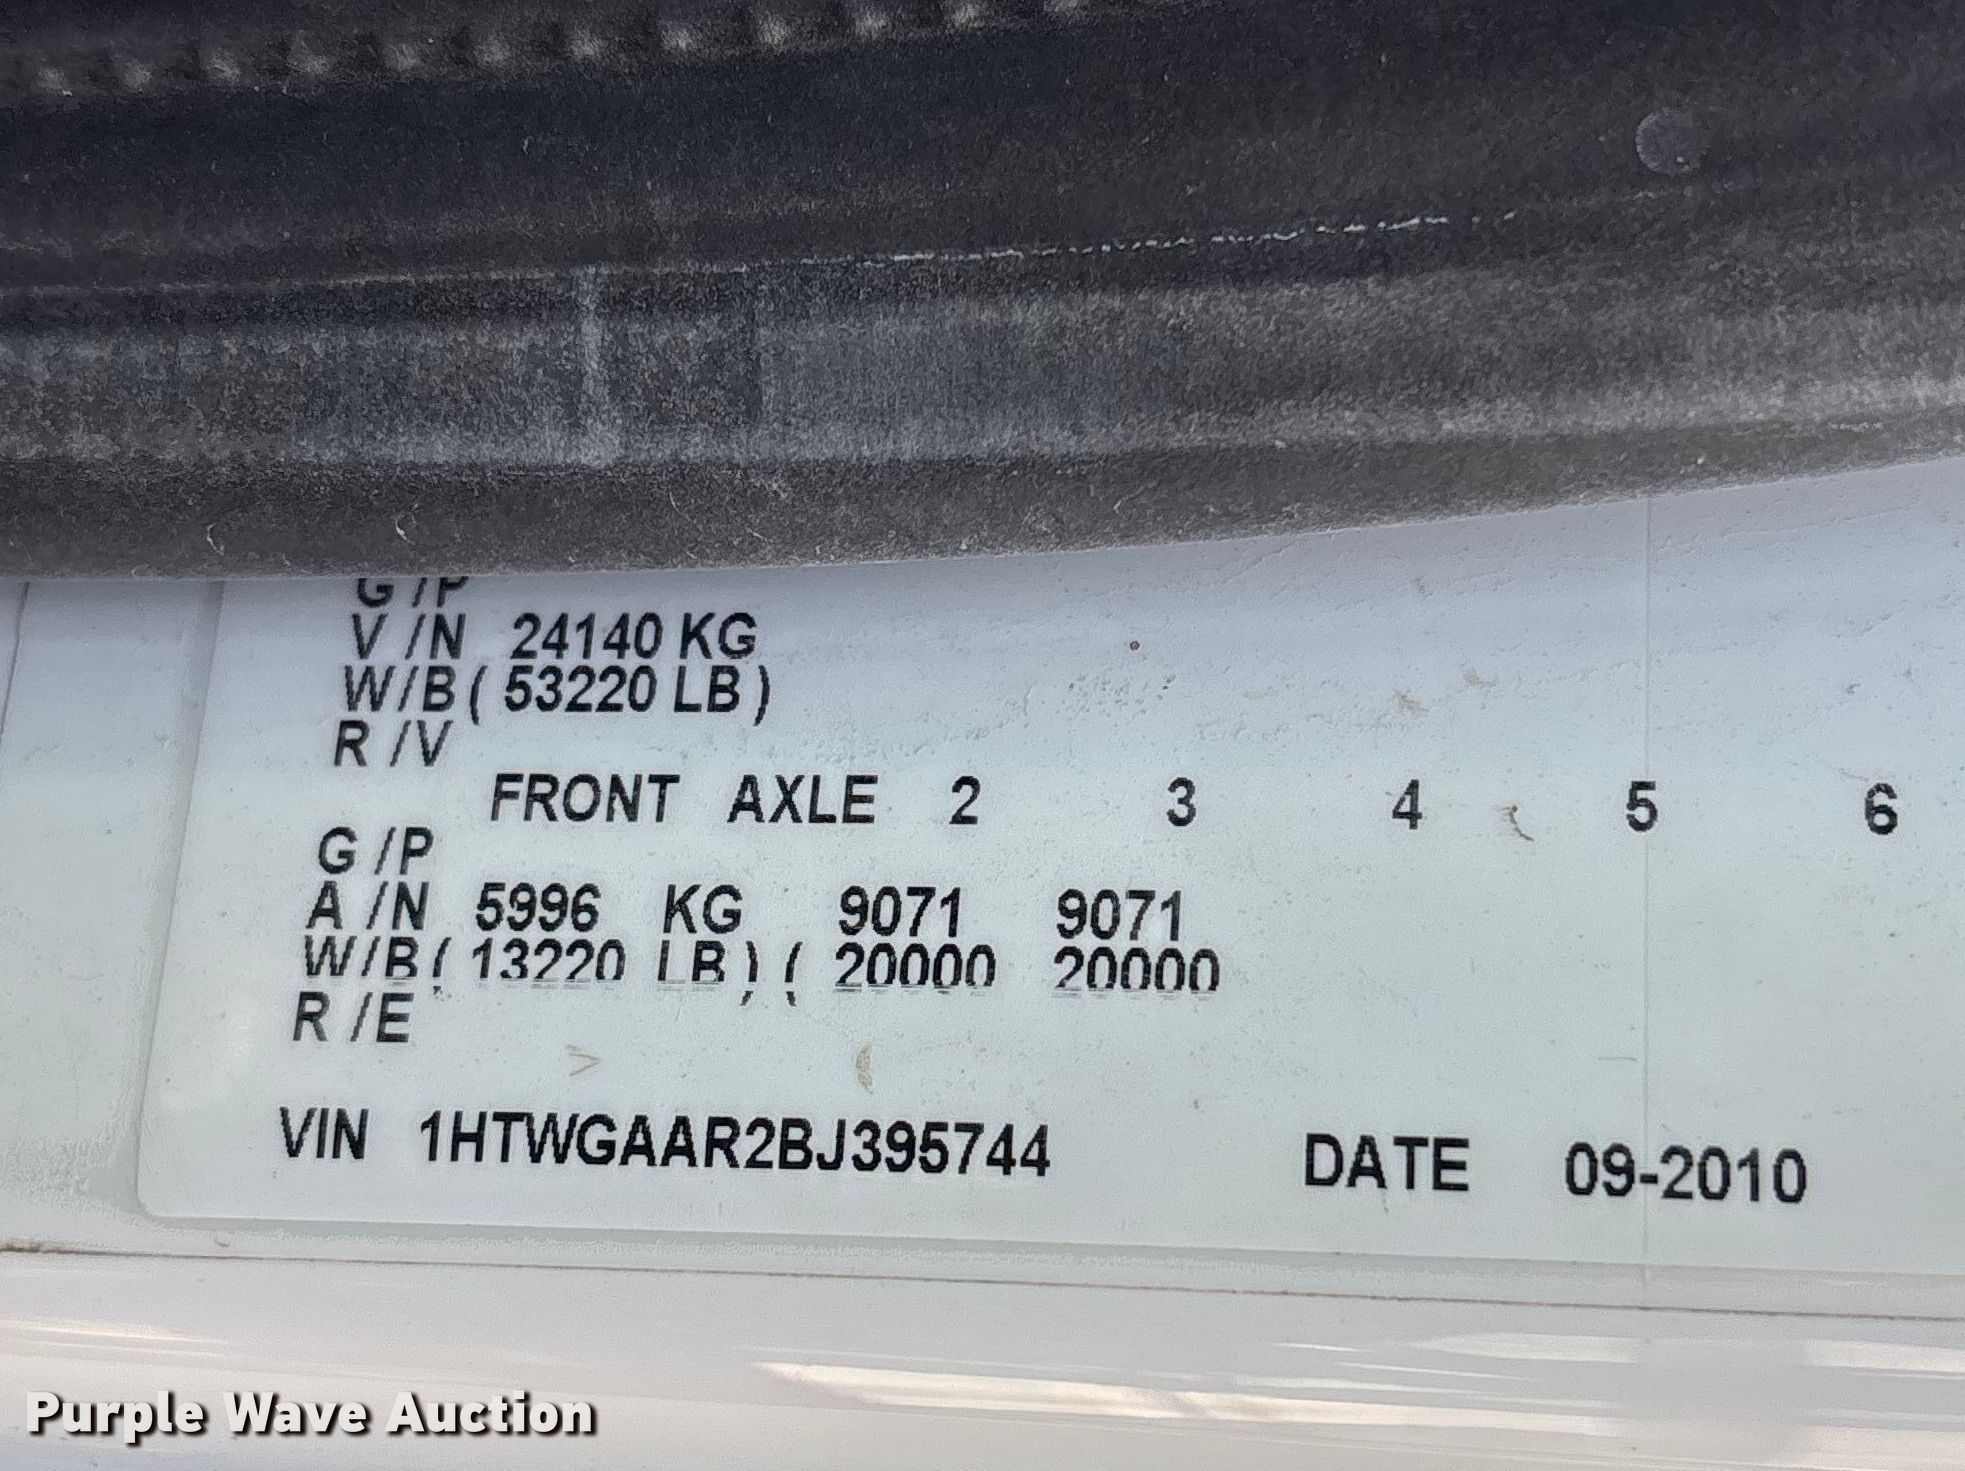 G /P
V /N 24140 KG
W/B ( 53220 LB )
R /V
FRONT AXLE 2 3 4 5 6
G /P
A /N 5996 KG 9071 9071
W/B ( 13220 LB ) ( 20000 20000
R /E
VIN 1HTWGAAR2BJ395744 DATE 09-2010
Purple Wave Auction